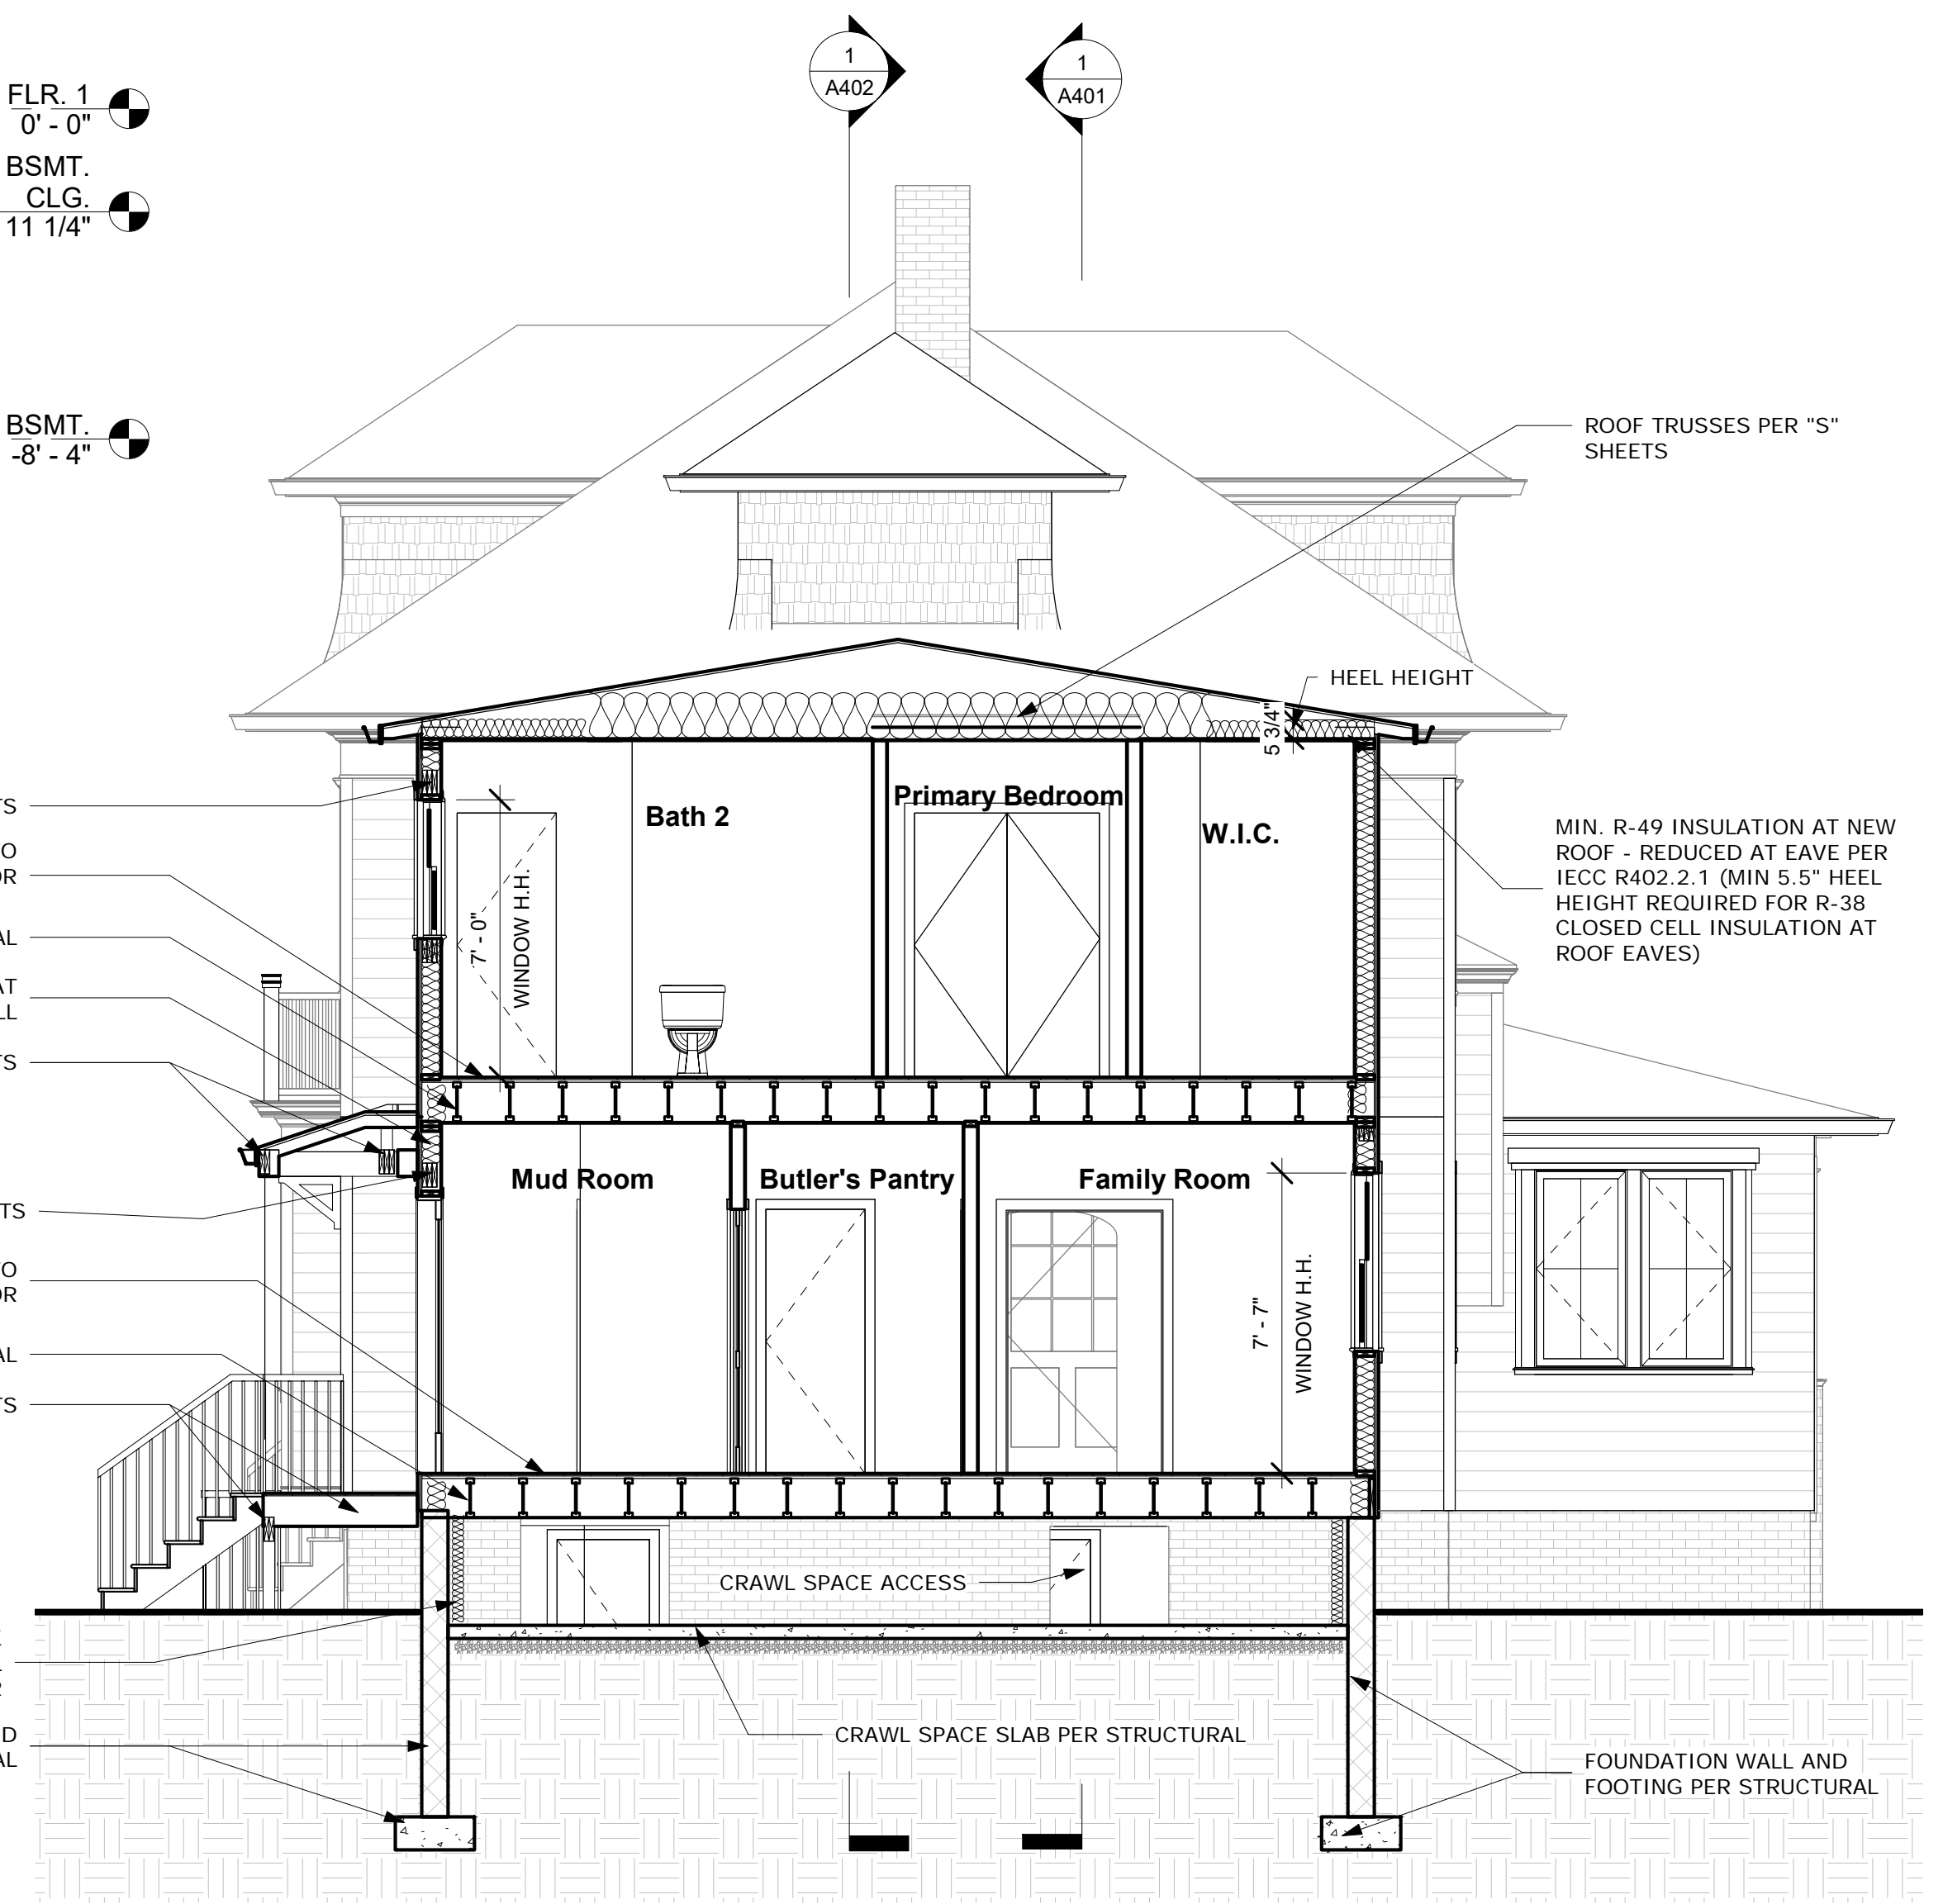 1
A402
1
A401
FLR. 1
0' - 0"
BSMT.
CLG.
11 1/4"
BSMT.
-8' - 4"
ROOF TRUSSES PER "S"
SHEETS
HEEL HEIGHT
5 3/4"
Primary Bedroom
Bath 2
W.I.C.
MIN. R-49 INSULATION AT NEW
ROOF - REDUCED AT EAVE PER
IECC R402.2.1 (MIN 5.5" HEEL
HEIGHT REQUIRED FOR R-38
CLOSED CELL INSULATION AT
ROOF EAVES)
TS
O
OR
AL
AT
LL
TS
7' - 0"
WINDOW H.H.
Mud Room
Butler's Pantry
Family Room
TS
TO
OR
AL
TS
7' - 7"
WINDOW H.H.
CRAWL SPACE ACCESS
R
D
AL
CRAWL SPACE SLAB PER STRUCTURAL
FOUNDATION WALL AND
FOOTING PER STRUCTURAL